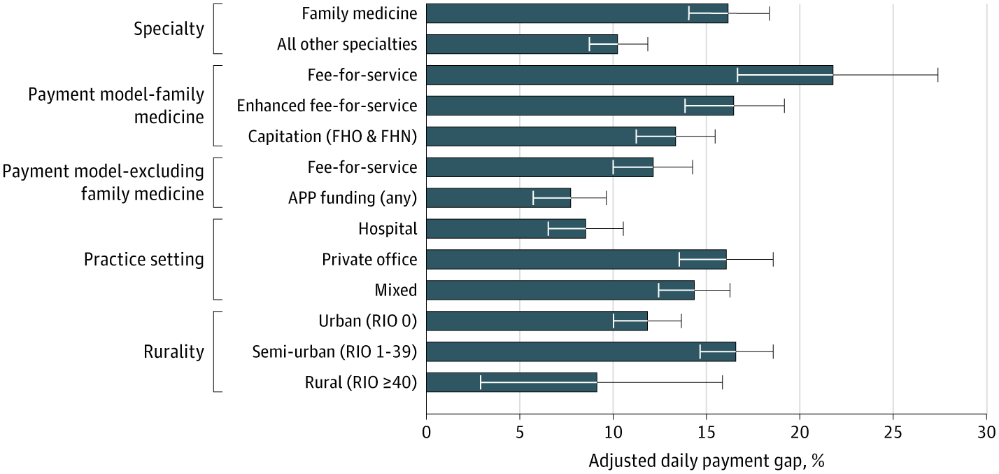 Specialty
Family medicine
All other specialties
Payment model-family
medicine
Fee-for-service
Enhanced fee-for-service
Capitation (FHO & FHN)
Payment model-excluding
family medicine
Fee-for-service
APP funding (any)
Practice setting
Hospital
Private office
Mixed
Rurality
Urban (RIO 0)
Semi-urban (RIO 1-39)
Rural (RIO ≥40)
0 5 10 15 20 25 30
Adjusted daily payment gap, %